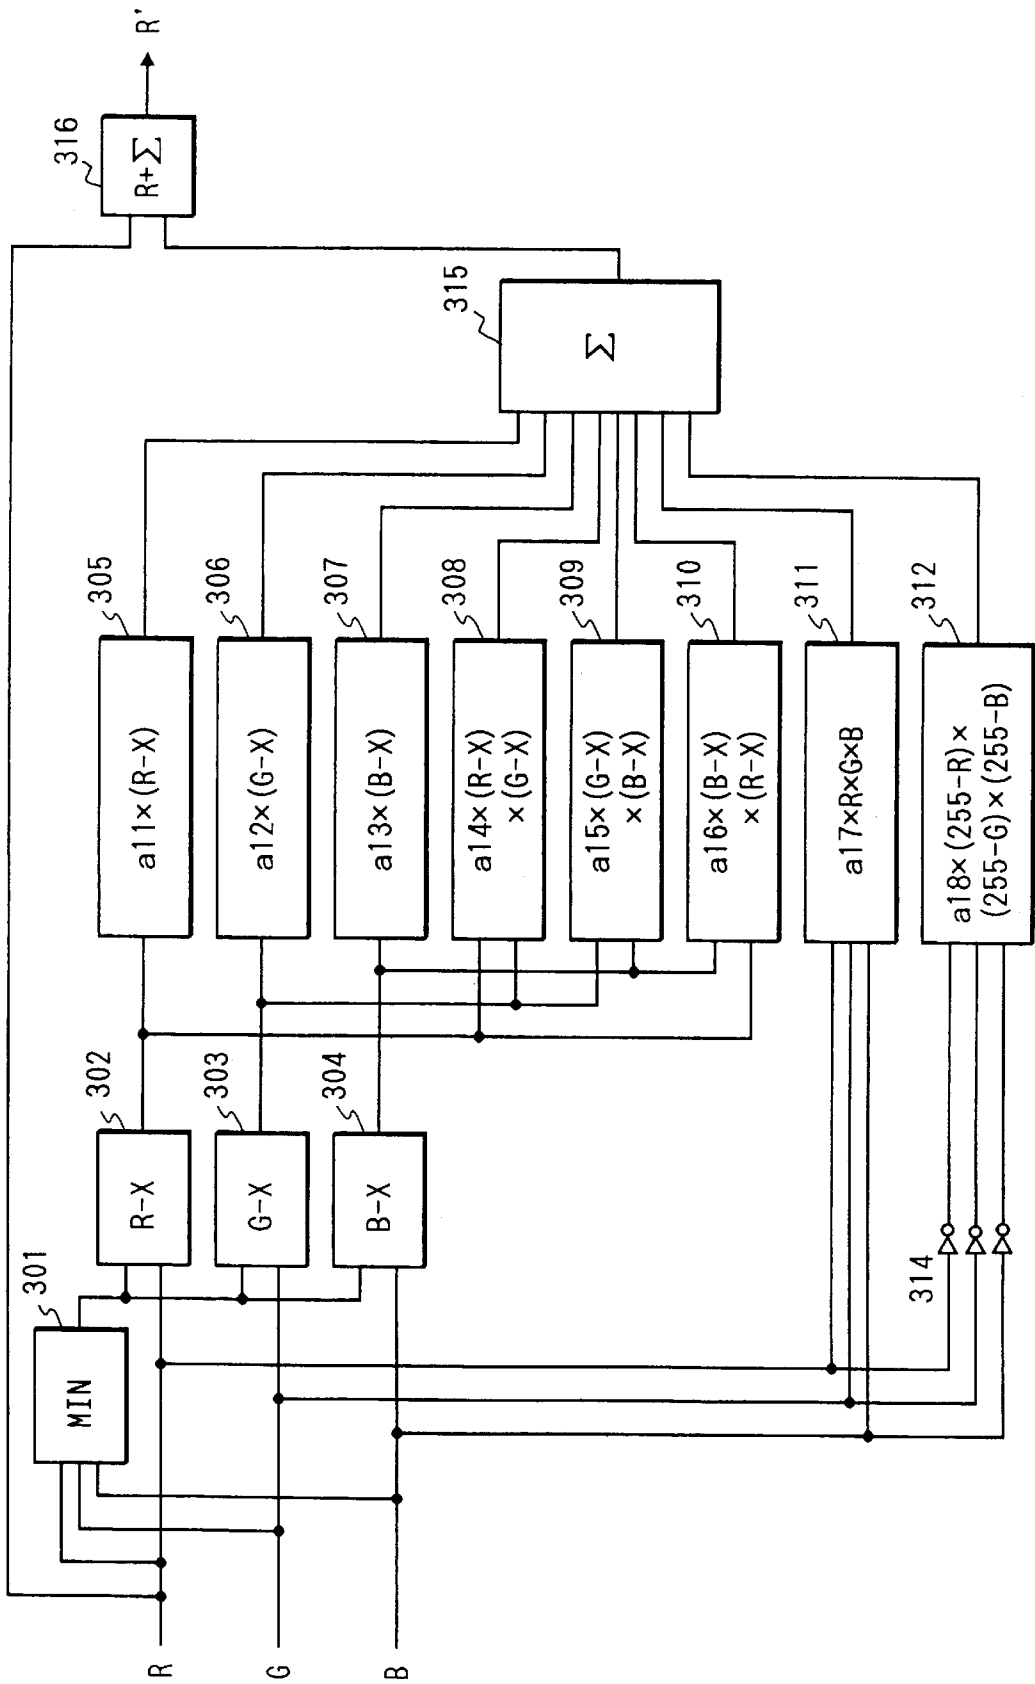 R
G
B
301
MIN
302
R-X
303
G-X
304
B-X
314
305
a11×(R-X)
306
a12×(G-X)
307
a13×(B-X)
308
a14×(R-X)
×(G-X)
309
a15×(G-X)
×(B-X)
310
a16×(B-X)
×(R-X)
311
a17×R×G×B
312
a18×(255-R)×
(255-G)×(255-B)
315
Σ
316
R+Σ
R'